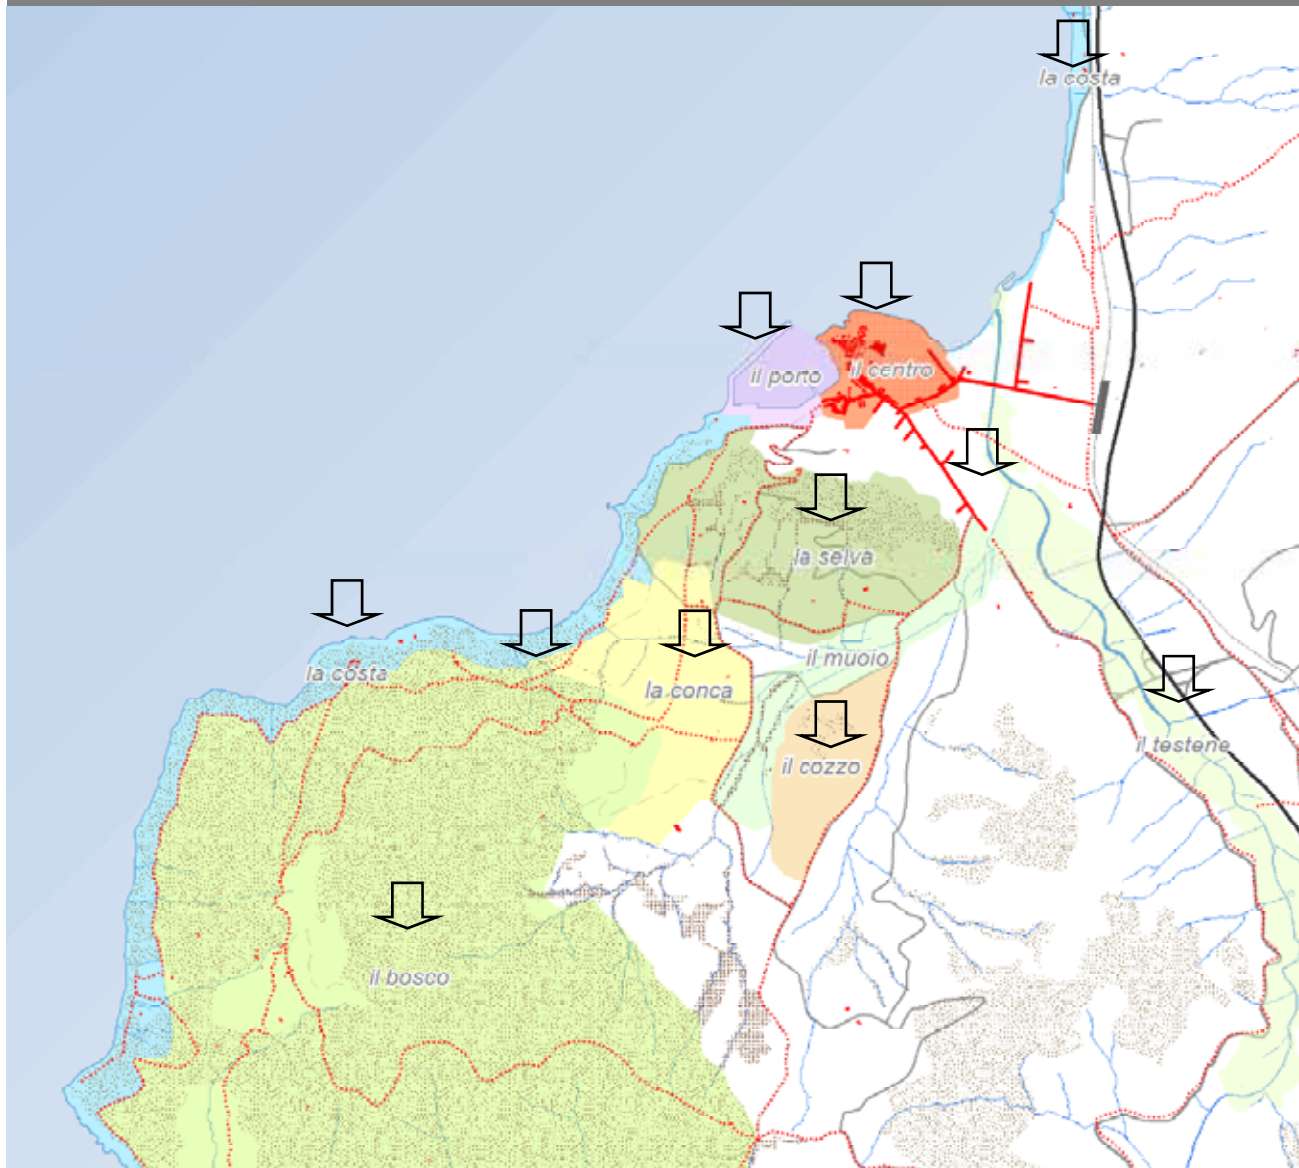 la costa
il porto
il centro
la selva
il muoio
la costa
la conca
il testene
il cozzo
il bosco